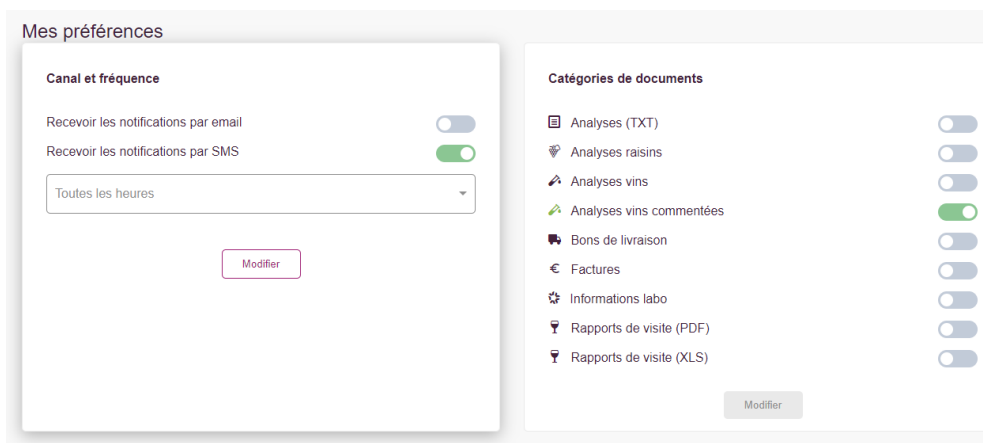 Mes préférences
Canal et fréquence
Recevoir les notifications par email
Recevoir les notifications par SMS
Toutes les heures
Modifier
Catégories de documents
Analyses (TXT)
Analyses raisins
Analyses vins
Analyses vins commentées
Bons de livraison
€ Factures
Informations labo
Rapports de visite (PDF)
Rapports de visite (XLS)
Modifier